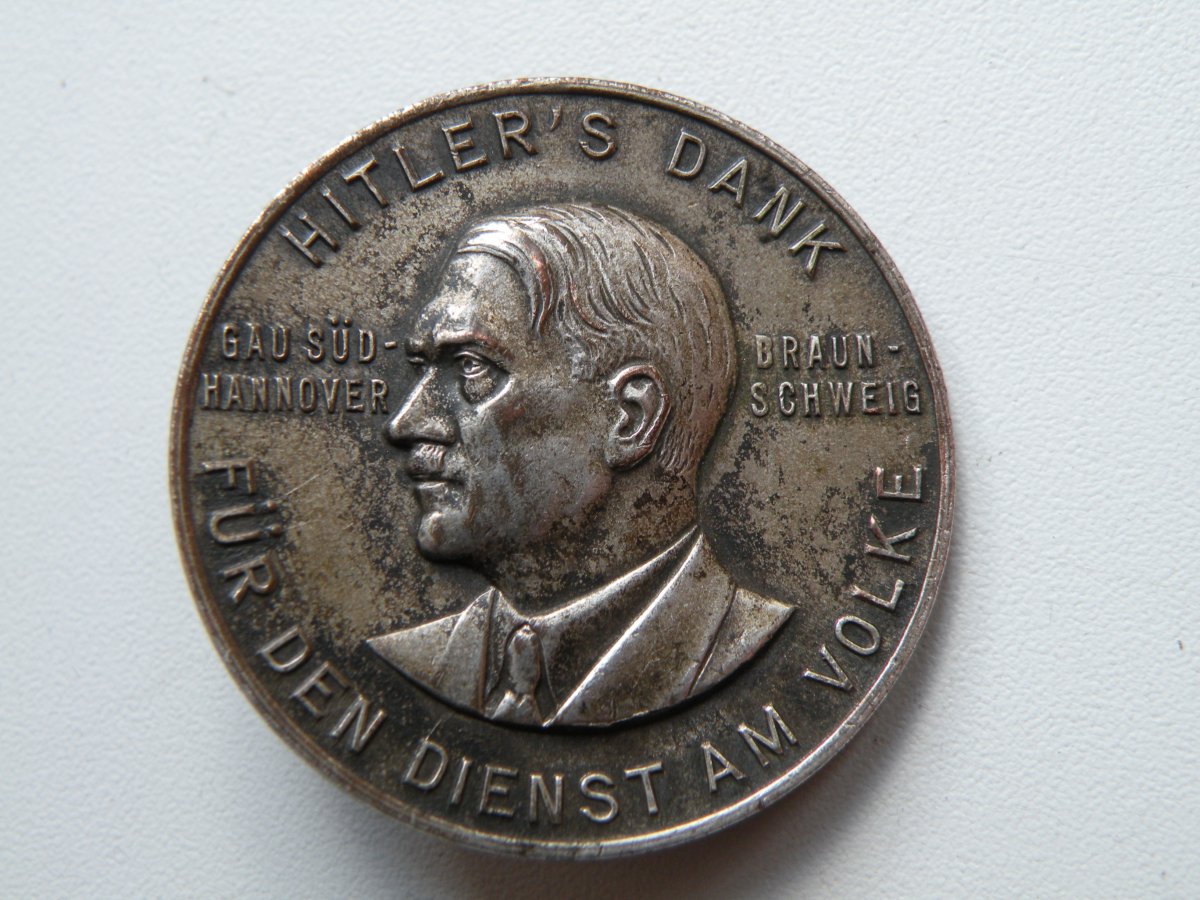 HITLER'S DANK
GAU SÜD-
HANNOVER
BRAUN-
SCHWEIG
FÜR DEN DIENST AM VOLKE